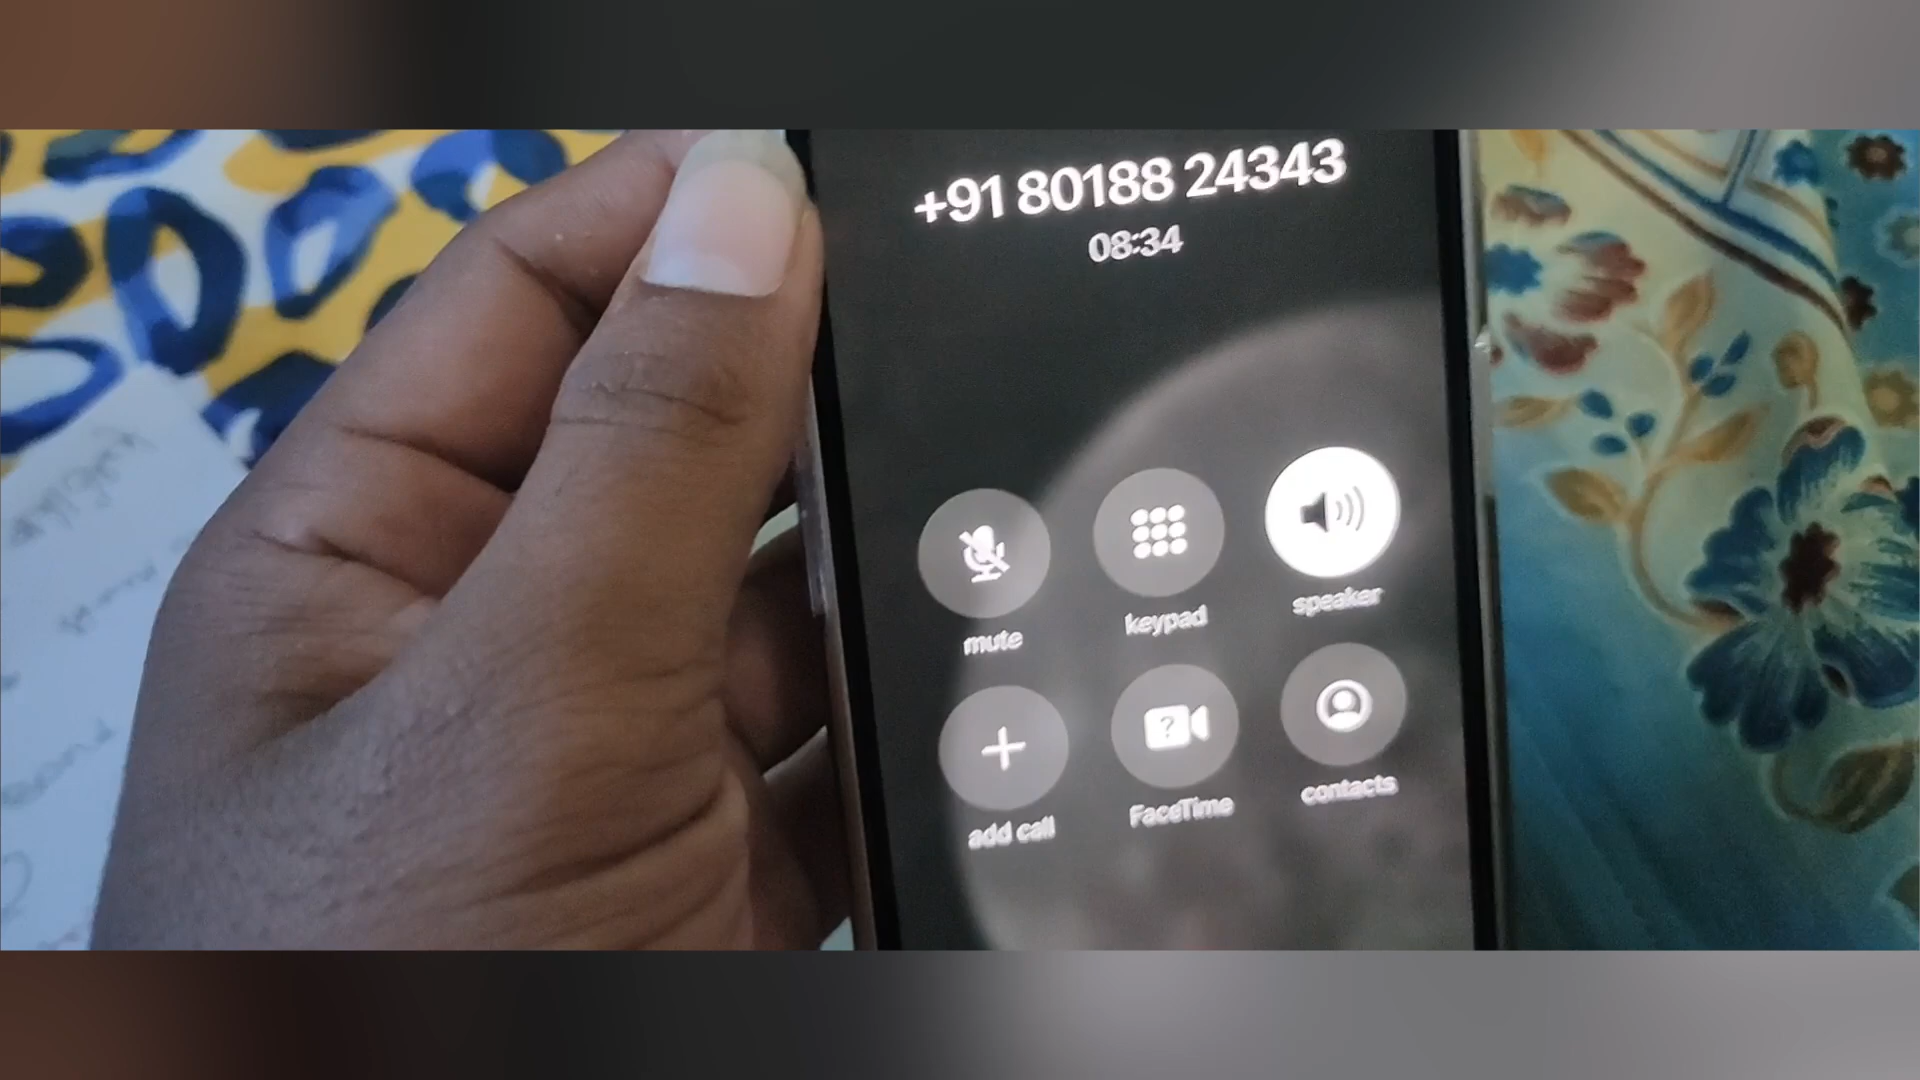 +91 80188 24343
08:34
mute
keypad
speaker
add call
FaceTime
contacts